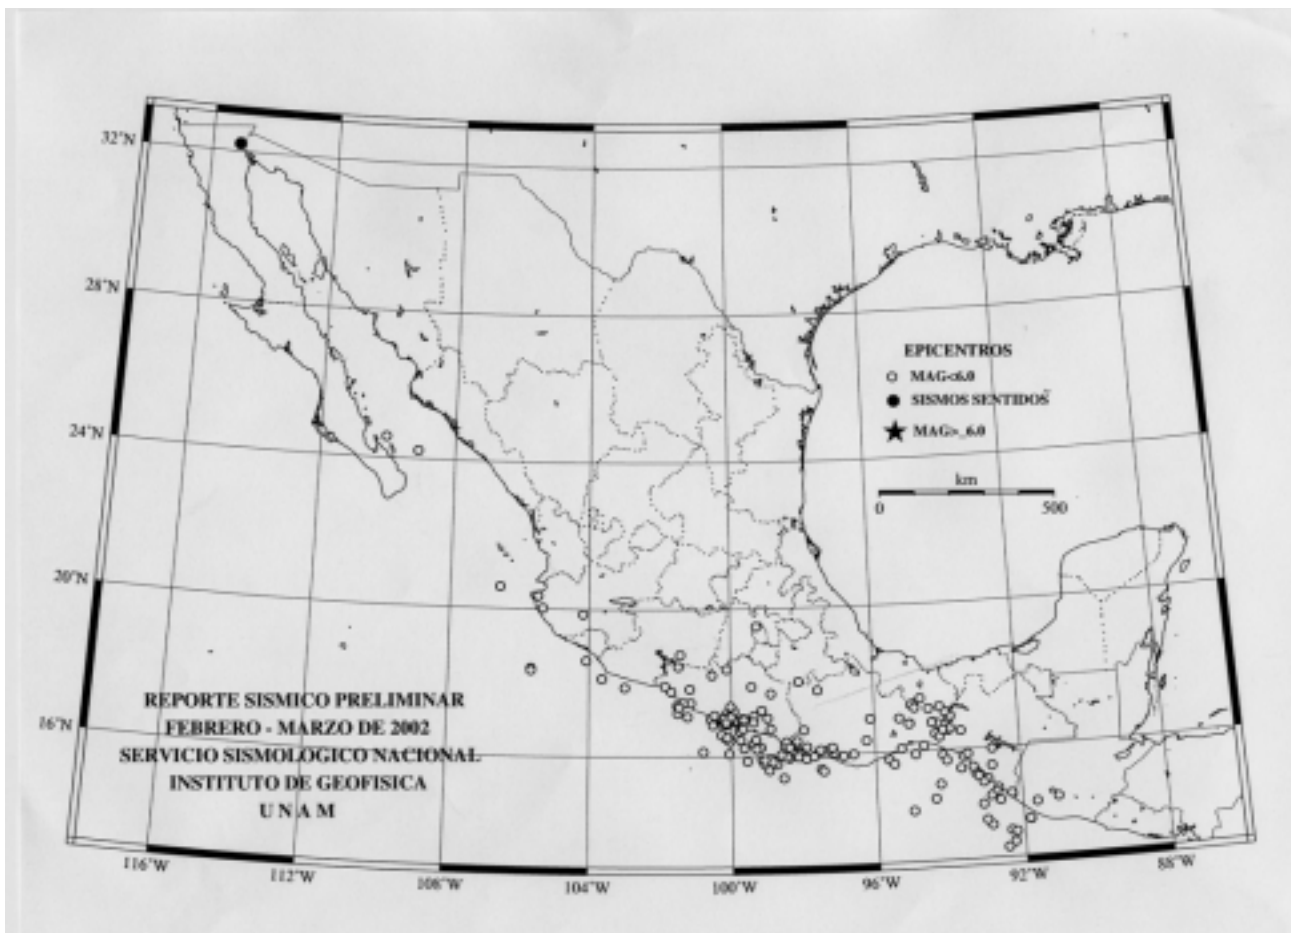 32°N
28°N
24°N
20°N
16°N
116°W
112°W
108°W
104°W
100°W
96°W
92°W
88°W
EPICENTROS
MAG<6.0
SISMOS SENTIDOS
MAG>_6.0
km
0 500
REPORTE SISMICO PRELIMINAR
FEBRERO - MARZO DE 2002
SERVICIO SISMOLOGICO NACIONAL
INSTITUTO DE GEOFISICA
U N A M